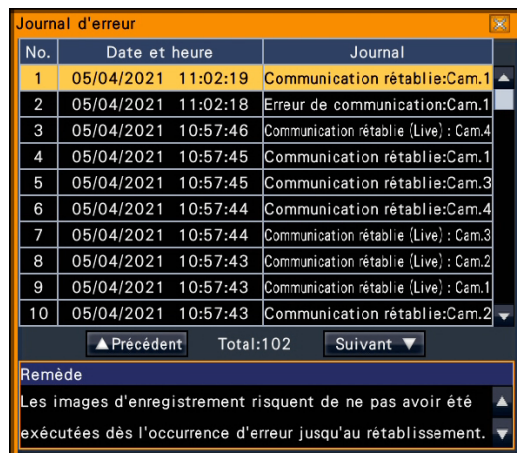 Journal d'erreur
No. Date et heure Journal
1 05/04/2021 11:02:19 Communication rétablie:Cam.1
2 05/04/2021 11:02:18 Erreur de communication:Cam.1
3 05/04/2021 10:57:46 Communication rétablie (Live) : Cam.4
4 05/04/2021 10:57:45 Communication rétablie:Cam.1
5 05/04/2021 10:57:45 Communication rétablie:Cam.3
6 05/04/2021 10:57:44 Communication rétablie:Cam.4
7 05/04/2021 10:57:44 Communication rétablie (Live) : Cam.3
8 05/04/2021 10:57:43 Communication rétablie (Live) : Cam.2
9 05/04/2021 10:57:43 Communication rétablie (Live) : Cam.1
10 05/04/2021 10:57:43 Communication rétablie:Cam.2
▲Précédent Total:102 Suivant ▼
Remède
Les images d'enregistrement risquent de ne pas avoir été
exécutées dès l'occurrence d'erreur jusqu'au rétablissement.